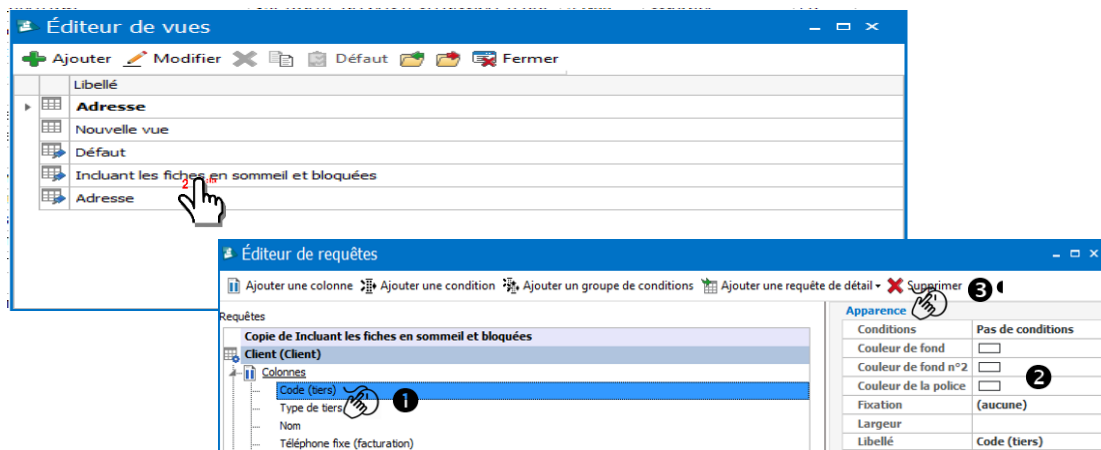 Éditeur de vues
Ajouter Modifier Défaut Fermer
Libellé
Adresse
Nouvelle vue
Défaut
Incluant les fiches en sommeil et bloquées
2
Adresse
Éditeur de requêtes
Ajouter une colonne Ajouter une condition Ajouter un groupe de conditions Ajouter une requête de détail Supprimer 3
Requêtes
Copie de Incluant les fiches en sommeil et bloquées
Client (Client)
Colonnes
Code (tiers)
Type de tiers 1
Nom
Téléphone fixe (facturation)
Apparence
Conditions Pas de conditions
Couleur de fond
Couleur de fond n°2 2
Couleur de la police
Fixation (aucune)
Largeur
Libellé Code (tiers)